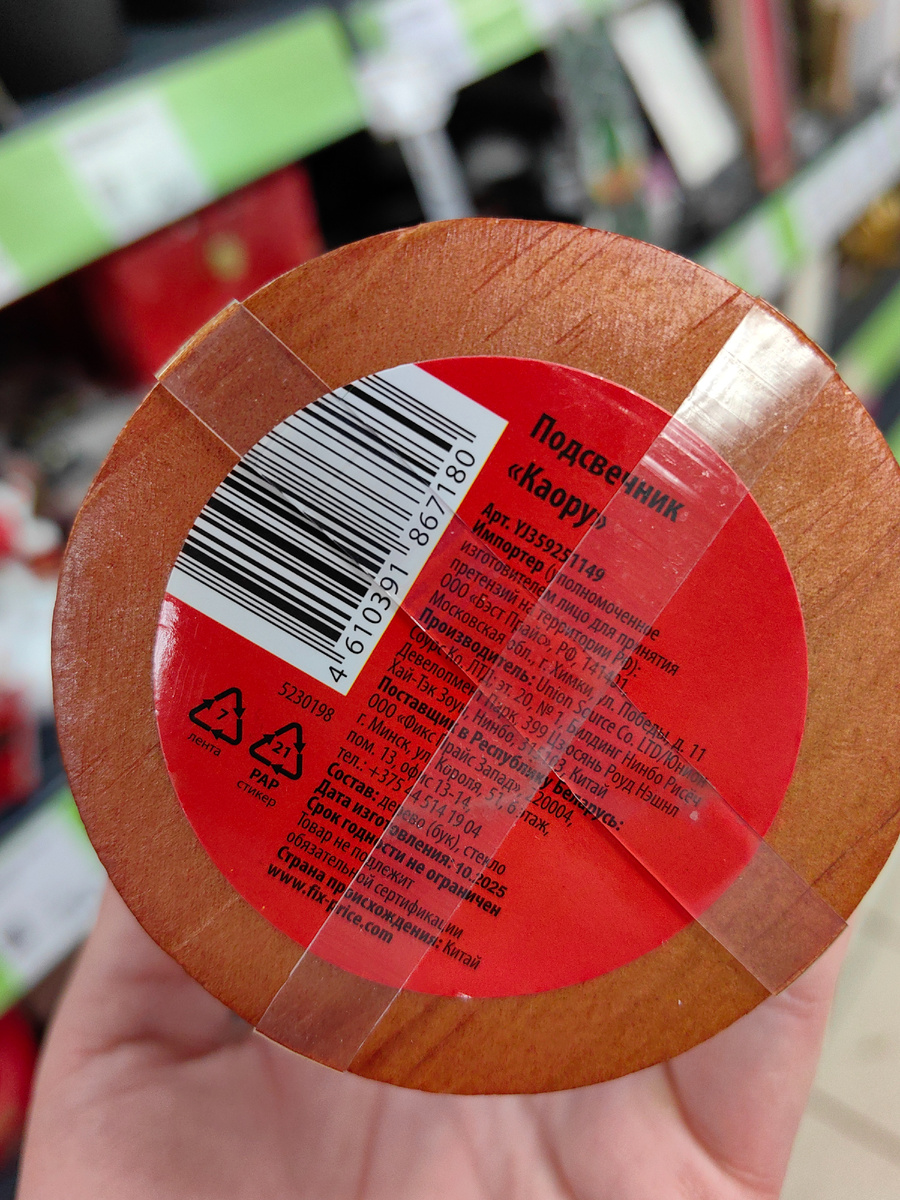 Подсвечник
«Каору»
Арт. YJ359251149
Импортер (уполномоченное
изготовителем лицо для принятия
претензий на территории РФ):
ООО «Бэст Прайс», РФ, 141401,
Московская обл., г. Химки, ул. Победы, д. 11
Производитель: Union Source Co. LTD/Юнион
Соурс Ко. ЛТД, эт. 20, № 1 Билдинг Нинбо Рисёч
Девелопмент Парк, 399 Цзюсянь Роуд Нэшнл
Хай-Тэк Зоун, Нинбо, Китай
Поставщик в Республику Беларусь:
ООО «Фикс Прайс Запад», 220004,
г. Минск, ул. Короля, 51, 6 этаж,
пом. 13, офис 13-14,
тел.: +375 514 19 04
Состав: дерево (бук), стекло
Дата изготовления: 10.2025
Срок годности не ограничен
Товар не подлежит
обязательной сертификации
Страна происхождения: Китай
www.fix-price.com
4 610391 867180
5230198
7
лента
21
PAP
стикер